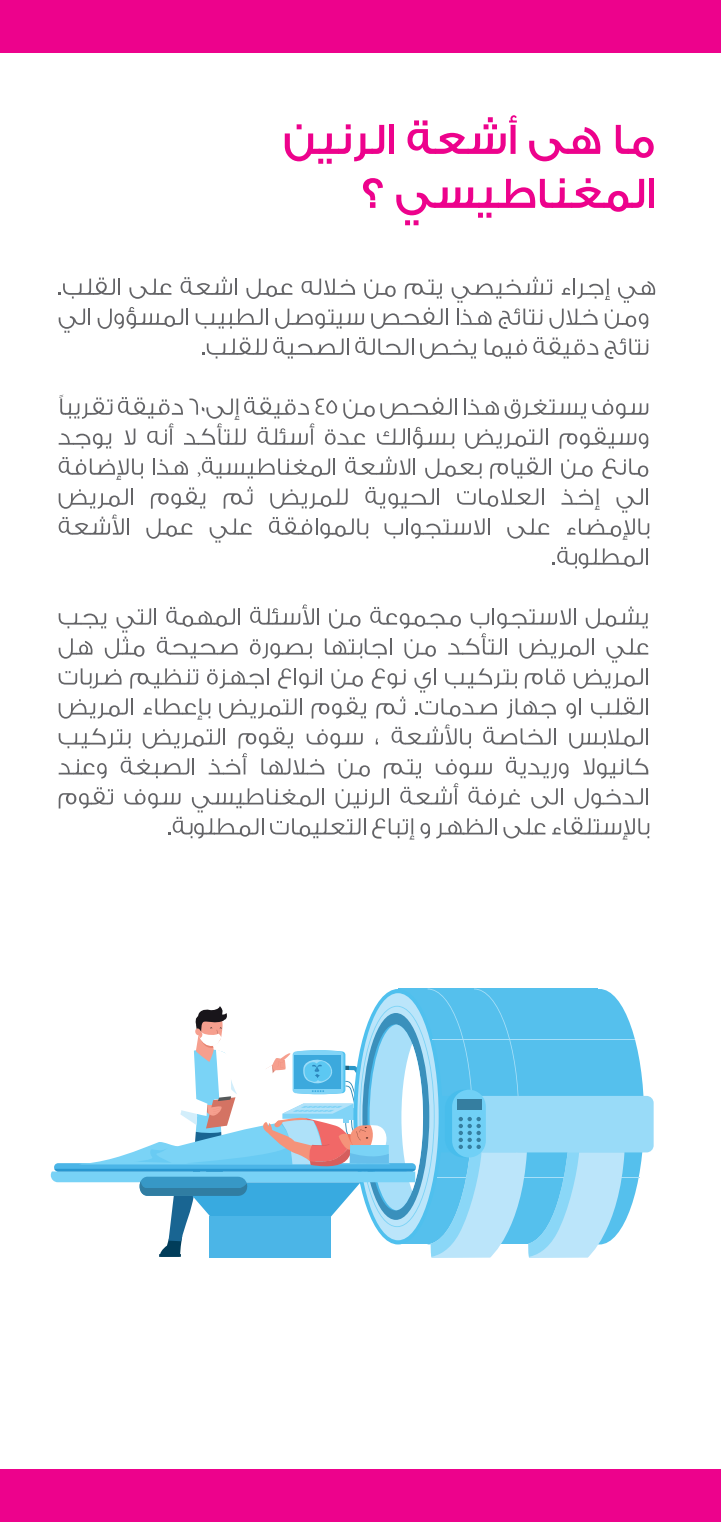 ما هى أشعة الرنين
المغناطيسي ؟
هي إجراء تشخيصي يتم من خلاله عمل اشعة على القلب.
ومن خلال نتائج هذا الفحص سيتوصل الطبيب المسؤول الي
نتائج دقيقة فيما يخص الحالة الصحية للقلب.
سوف يستغرق هذا الفحص من ٤٥ دقيقة إلى٦٠ دقيقة تقريباً
وسيقوم التمريض بسؤالك عدة أسئلة للتأكد أنه لا يوجد
مانع من القيام بعمل الاشعة المغناطيسية, هذا بالإضافة
الي إخذ العلامات الحيوية للمريض ثم يقوم المريض
بالإمضاء على الاستجواب بالموافقة علي عمل الأشعة
المطلوبة.
يشمل الاستجواب مجموعة من الأسئلة المهمة التي يجب
علي المريض التأكد من اجابتها بصورة صحيحة مثل هل
المريض قام بتركيب اي نوع من انواع اجهزة تنظيم ضربات
القلب او جهاز صدمات. ثم يقوم التمريض بإعطاء المريض
الملابس الخاصة بالأشعة ، سوف يقوم التمريض بتركيب
كانيولا وريدية سوف يتم من خلالها أخذ الصبغة وعند
الدخول الى غرفة أشعة الرنين المغناطيسي سوف تقوم
بالإستلقاء على الظهر و إتباع التعليمات المطلوبة.